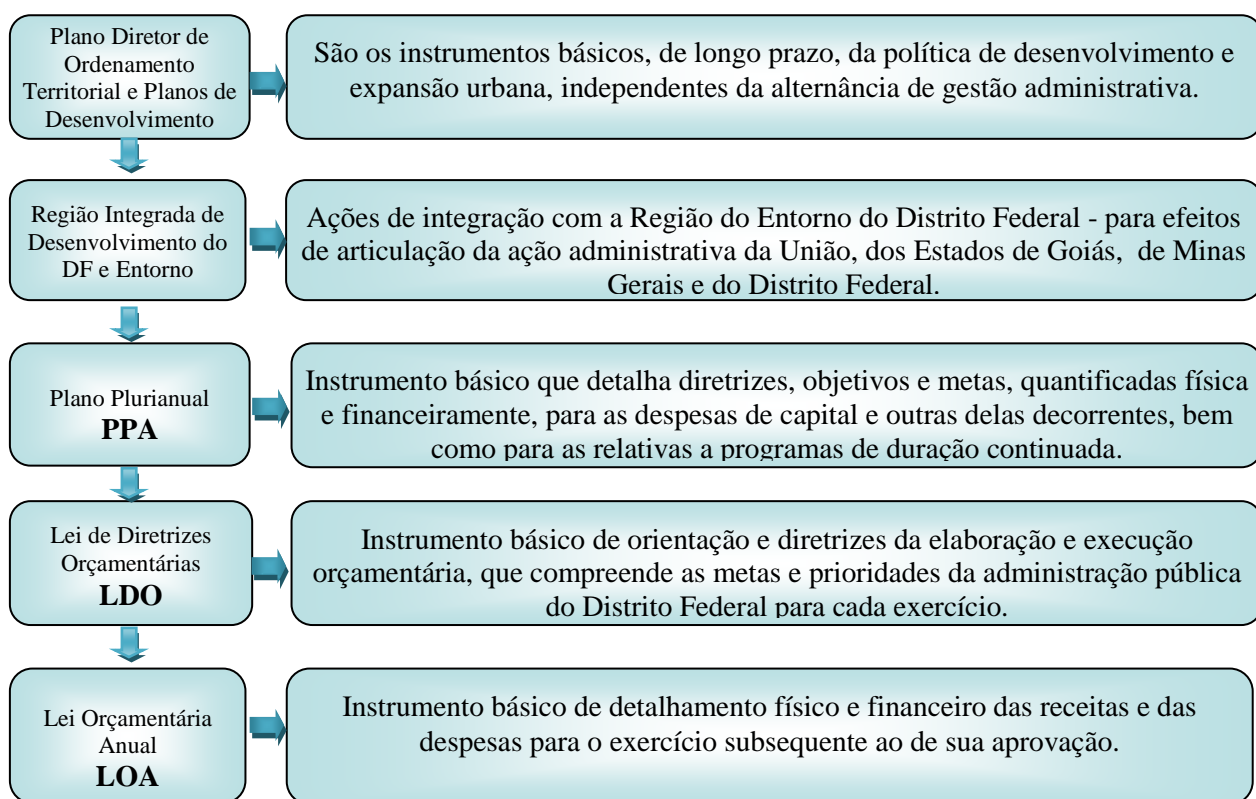 Plano Diretor de
Ordenamento
Territorial e Planos de
Desenvolvimento
São os instrumentos básicos, de longo prazo, da política de desenvolvimento e
expansão urbana, independentes da alternância de gestão administrativa.
Região Integrada de
Desenvolvimento do
DF e Entorno
Ações de integração com a Região do Entorno do Distrito Federal - para efeitos
de articulação da ação administrativa da União, dos Estados de Goiás, de Minas
Gerais e do Distrito Federal.
Plano Plurianual
PPA
Instrumento básico que detalha diretrizes, objetivos e metas, quantificadas física
e financeiramente, para as despesas de capital e outras delas decorrentes, bem
como para as relativas a programas de duração continuada.
Lei de Diretrizes
Orçamentárias
LDO
Instrumento básico de orientação e diretrizes da elaboração e execução
orçamentária, que compreende as metas e prioridades da administração pública
do Distrito Federal para cada exercício.
Lei Orçamentária
Anual
LOA
Instrumento básico de detalhamento físico e financeiro das receitas e das
despesas para o exercício subsequente ao de sua aprovação.